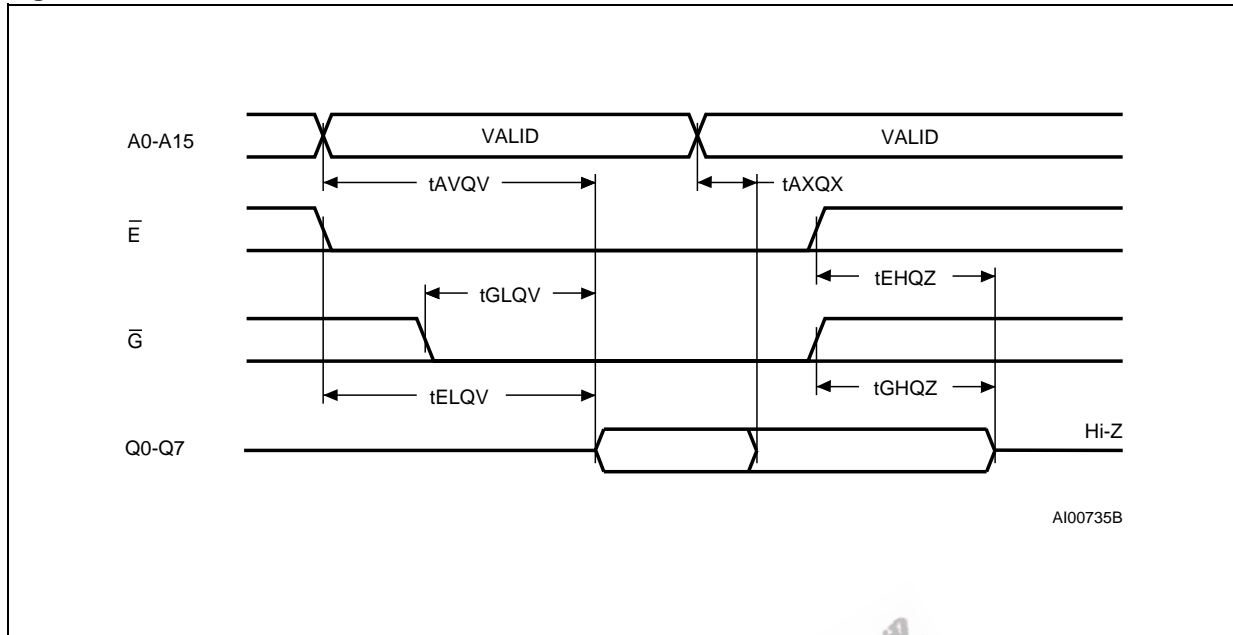 A0-A15
VALID
VALID
tAVQV
tAXQX
E̅
tEHQZ
tGLQV
G̅
tELQV
tGHQZ
Q0-Q7
Hi-Z
AI00735B